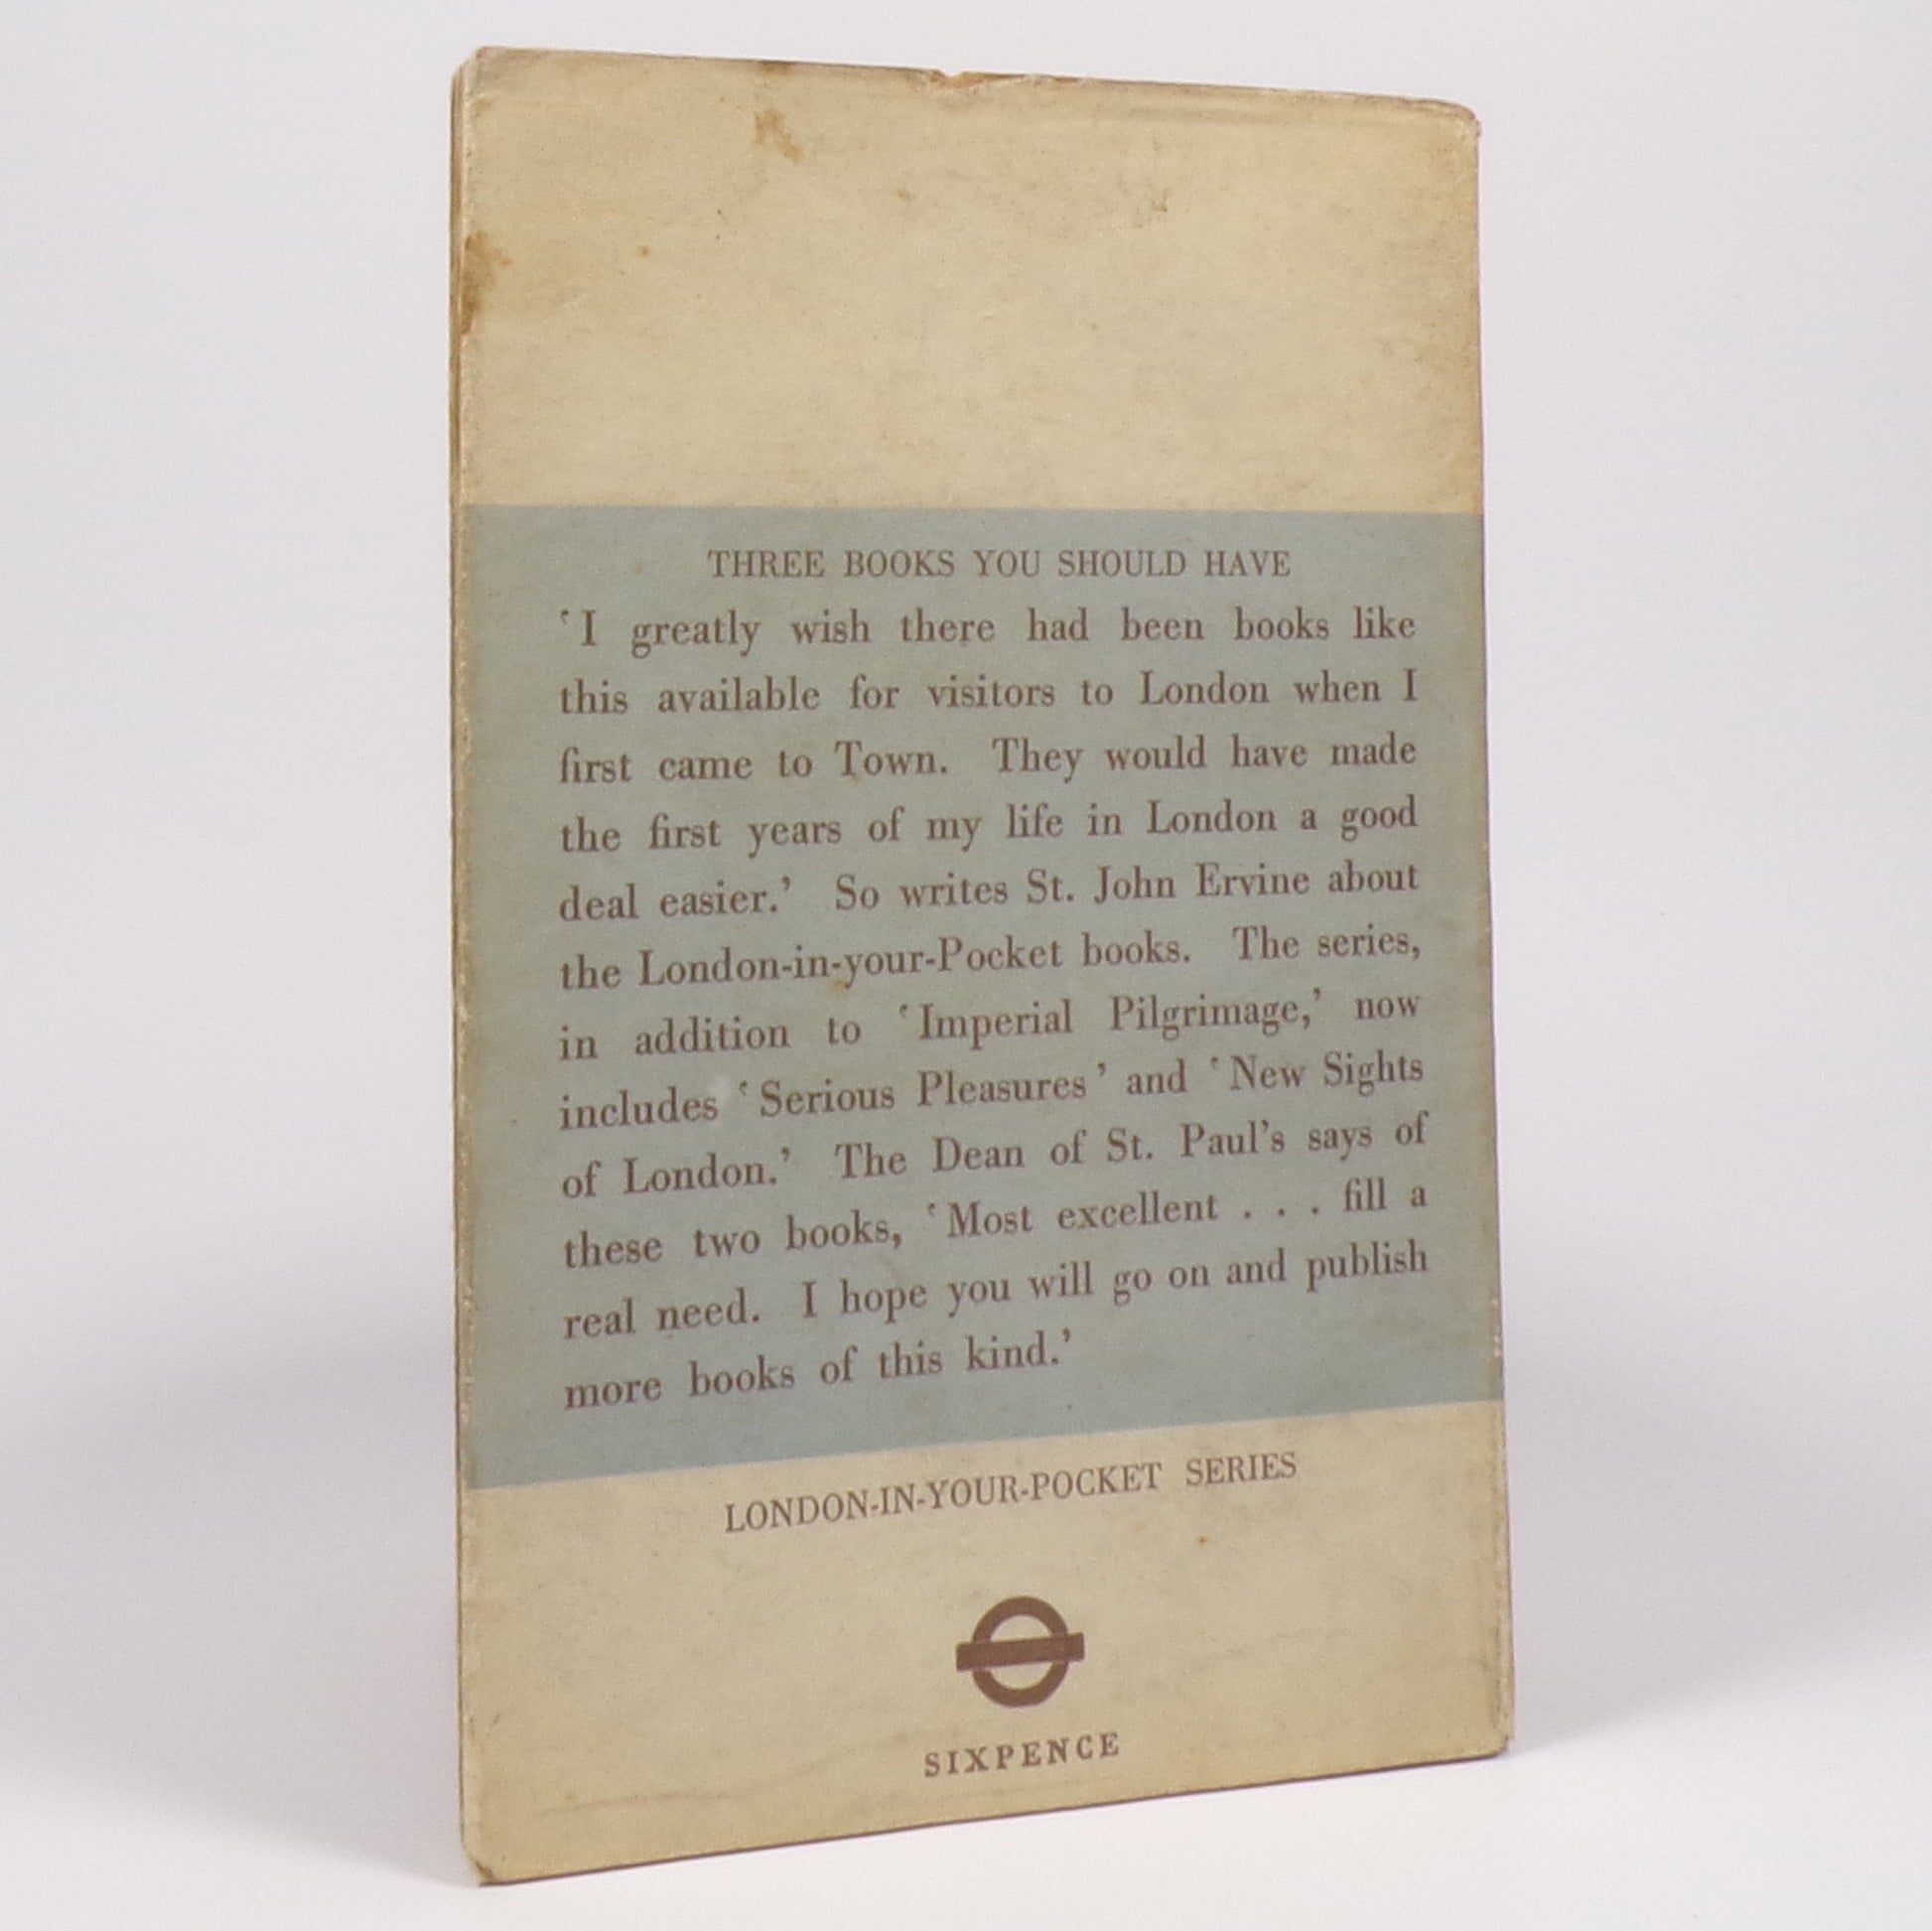 THREE BOOKS YOU SHOULD HAVE
‘I greatly wish there had been books like
this available for visitors to London when I
first came to Town. They would have made
the first years of my life in London a good
deal easier.’ So writes St. John Ervine about
the London-in-your-Pocket books. The series,
in addition to ‘Imperial Pilgrimage,’ now
includes ‘Serious Pleasures’ and ‘New Sights
of London.’ The Dean of St. Paul’s says of
these two books, ‘Most excellent . . . fill a
real need. I hope you will go on and publish
more books of this kind.’
LONDON-IN-YOUR-POCKET SERIES
SIXPENCE